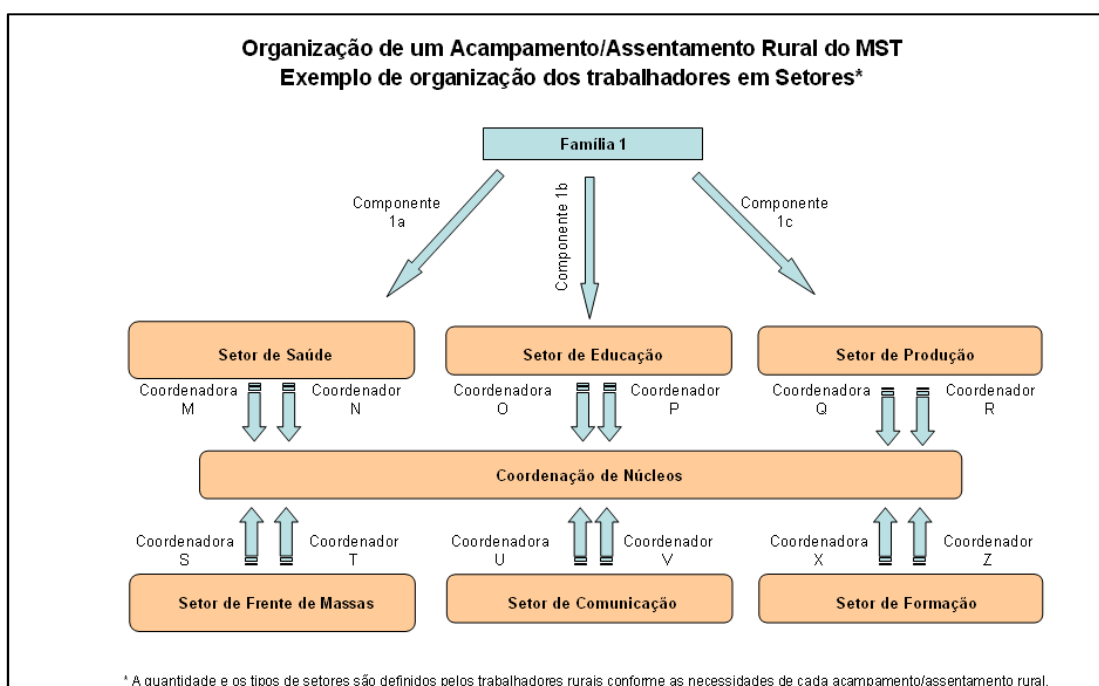 Organização de um Acampamento/Assentamento Rural do MST
Exemplo de organização dos trabalhadores em Setores*
Família 1
Componente
1a
Componente 1b
Componente
1c
Setor de Saúde
Setor de Educação
Setor de Produção
Coordenadora
M
Coordenador
N
Coordenadora
O
Coordenador
P
Coordenadora
Q
Coordenador
R
Coordenação de Núcleos
Coordenadora
S
Coordenador
T
Coordenadora
U
Coordenador
V
Coordenadora
X
Coordenador
Z
Setor de Frente de Massas
Setor de Comunicação
Setor de Formação
* A quantidade e os tipos de setores são definidos pelos trabalhadores rurais conforme as necessidades de cada acampamento/assentamento rural.